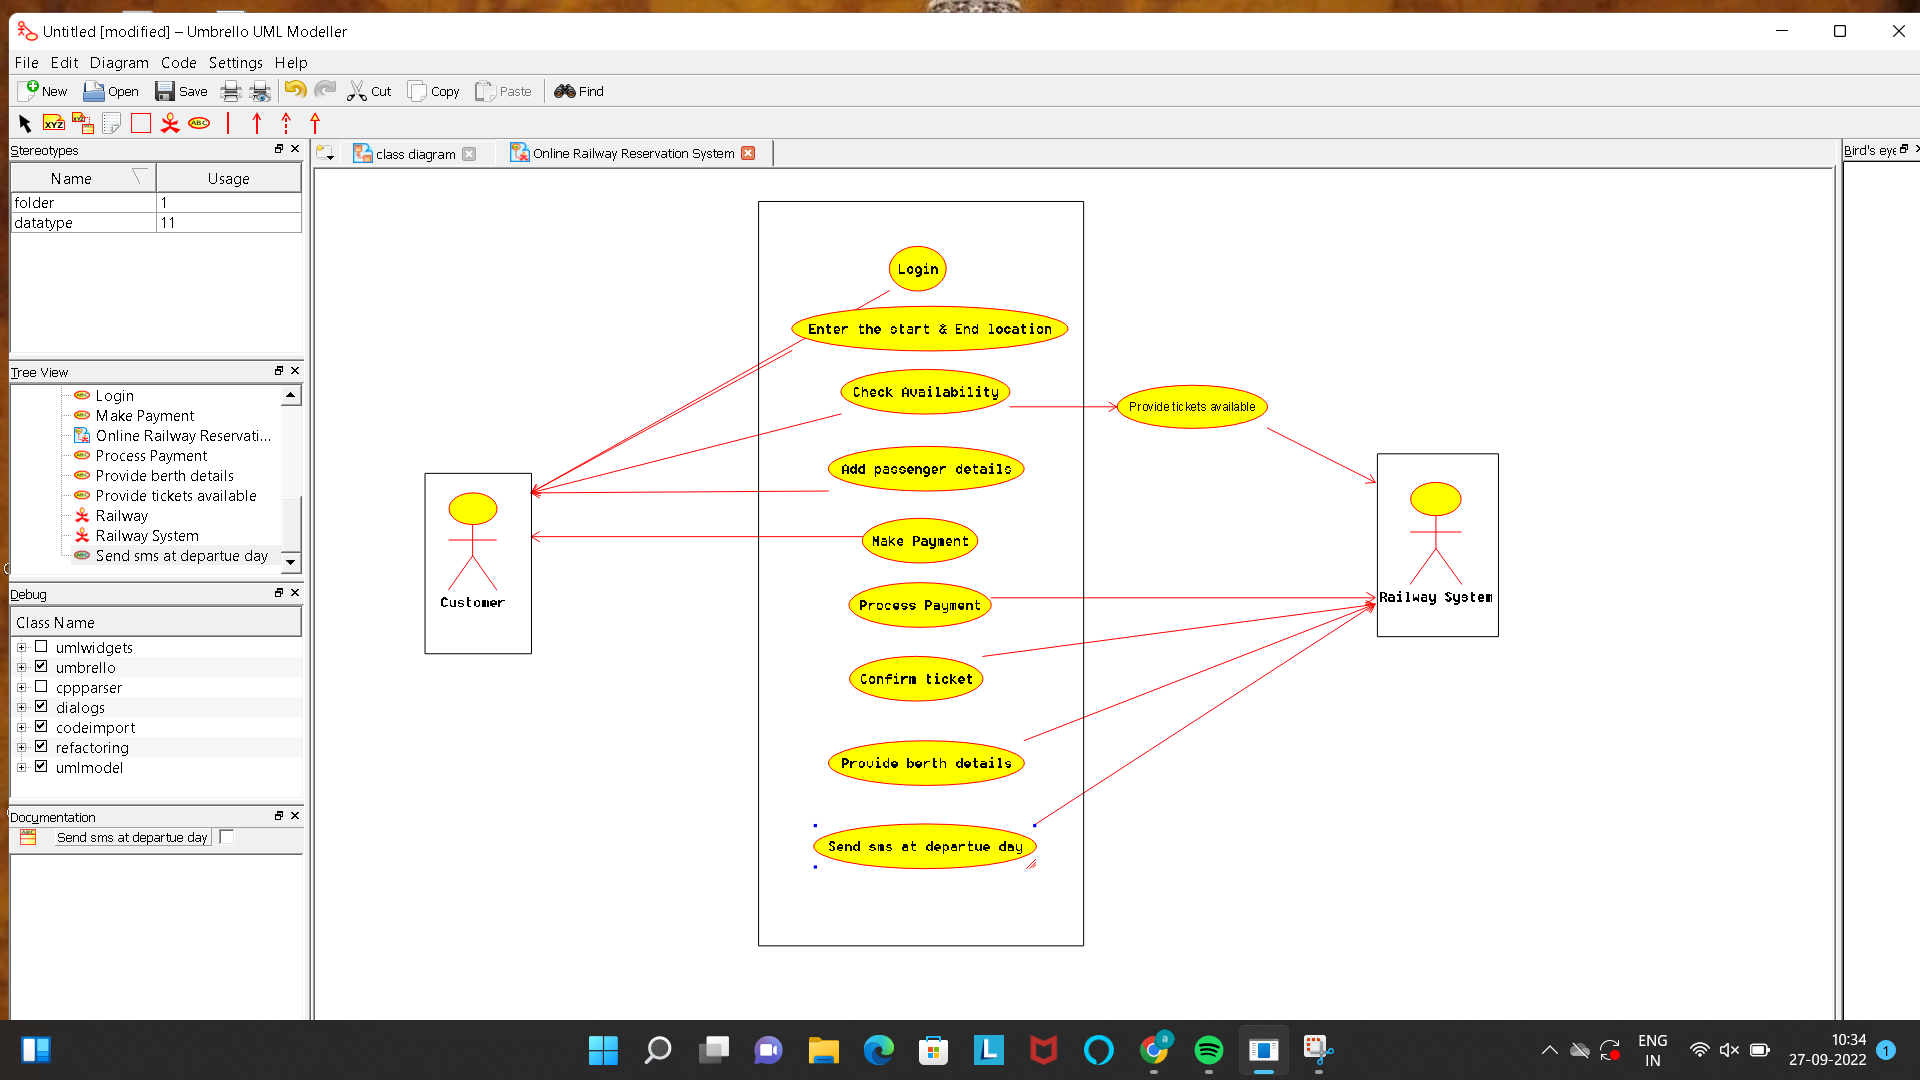 Untitled [modified] – Umbrello UML Modeller
File Edit Diagram Code Settings Help
New Open Save Cut Copy Paste Find
XYZ ABC
Stereotypes
Name Usage
folder 1
datatype 11
Tree View
Login
Make Payment
Online Railway Reservati...
Process Payment
Provide berth details
Provide tickets available
Railway
Railway System
Send sms at departue day
Debug
Class Name
umlwidgets
umbrello
cppparser
dialogs
codeimport
refactoring
umlmodel
Documentation
Send sms at departue day
class diagram
Online Railway Reservation System
Bird's eye
Login
Enter the start & End location
Check Availability
Provide tickets available
Add passenger details
Make Payment
Customer
Process Payment
Railway System
Confirm ticket
Provide berth details
Send sms at departue day
ENG
IN
10:34
27-09-2022
1